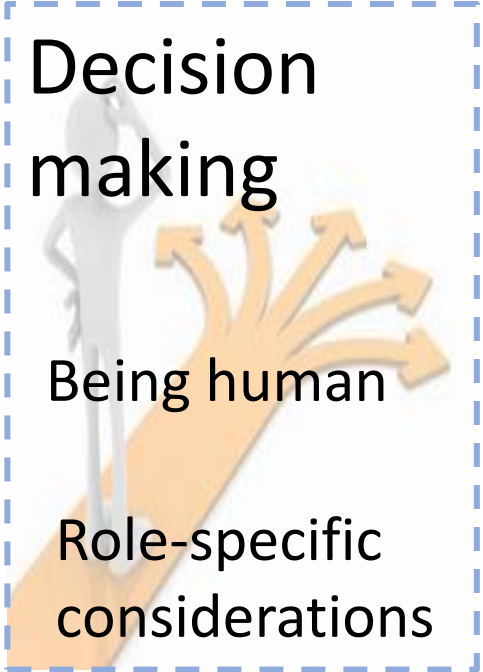 Decision
making
Being human
Role-specific
considerations